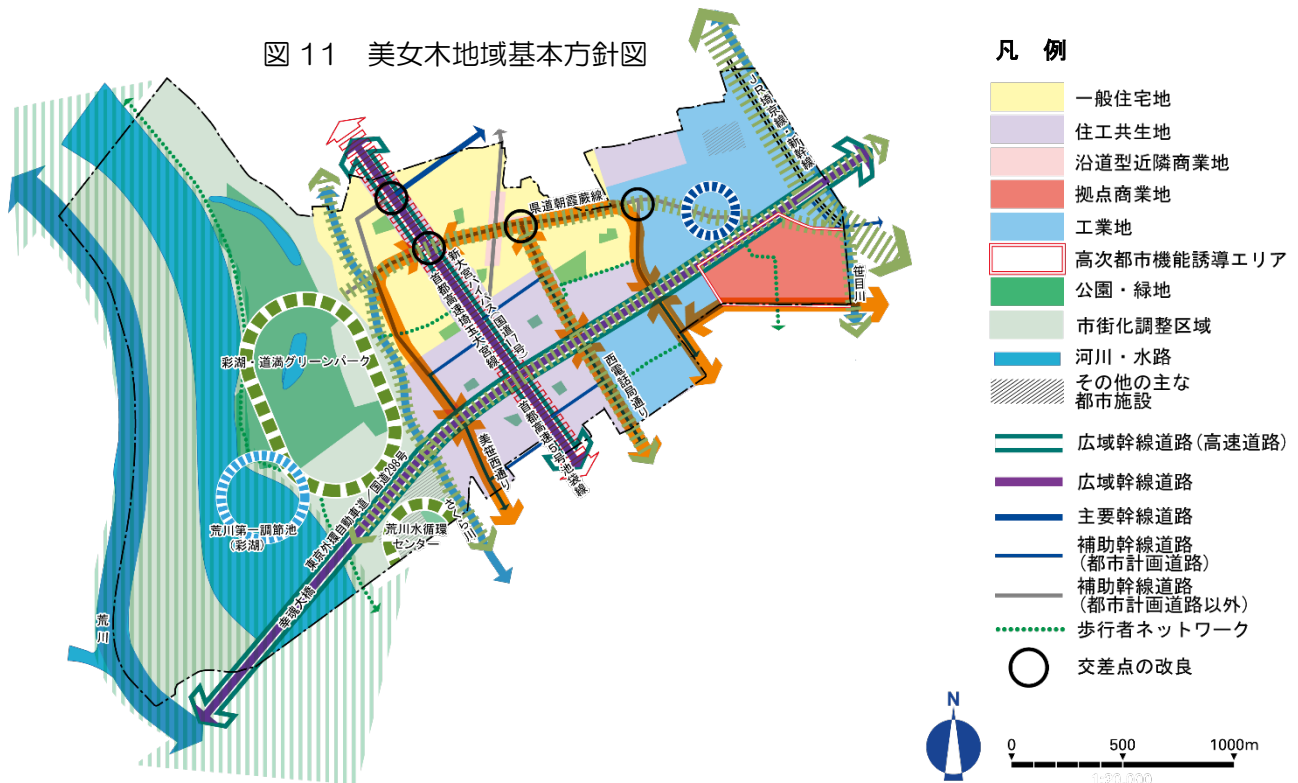 図 11　美女木地域基本方針図
凡　例
一般住宅地
住工共生地
沿道型近隣商業地
拠点商業地
工業地
高次都市機能誘導エリア
公園・緑地
市街化調整区域
河川・水路
その他の主な
都市施設
広域幹線道路（高速道路）
広域幹線道路
主要幹線道路
補助幹線道路
（都市計画道路）
補助幹線道路
（都市計画道路以外）
歩行者ネットワーク
交差点の改良
JR埼京線・新幹線
県道朝霞蕨線
新大宮バイパス（国道17号）
首都高速埼玉大宮線
首都高速5号池袋線
西電話局通り
美笹西通り
さくら川
笹目川
彩湖・道満グリーンパーク
荒川第一調節池
（彩湖）
荒川水循環
センター
東京外環自動車道／国道298号
幸魂大橋
荒川
N
0
500
1000m
1:20,000